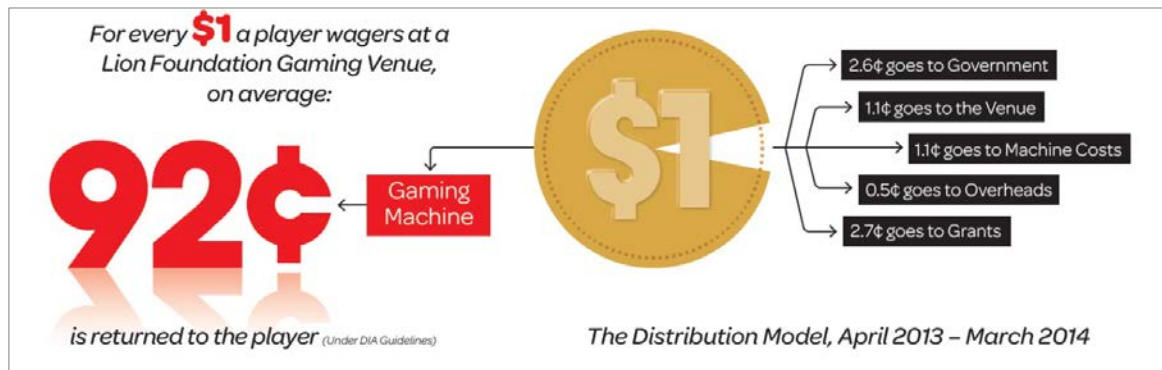 For every $1 a player wagers at a
Lion Foundation Gaming Venue,
on average:
92¢
Gaming
Machine
is returned to the player (Under DIA Guidelines)
$1
2.6¢ goes to Government
1.1¢ goes to the Venue
1.1¢ goes to Machine Costs
0.5¢ goes to Overheads
2.7¢ goes to Grants
The Distribution Model, April 2013 – March 2014